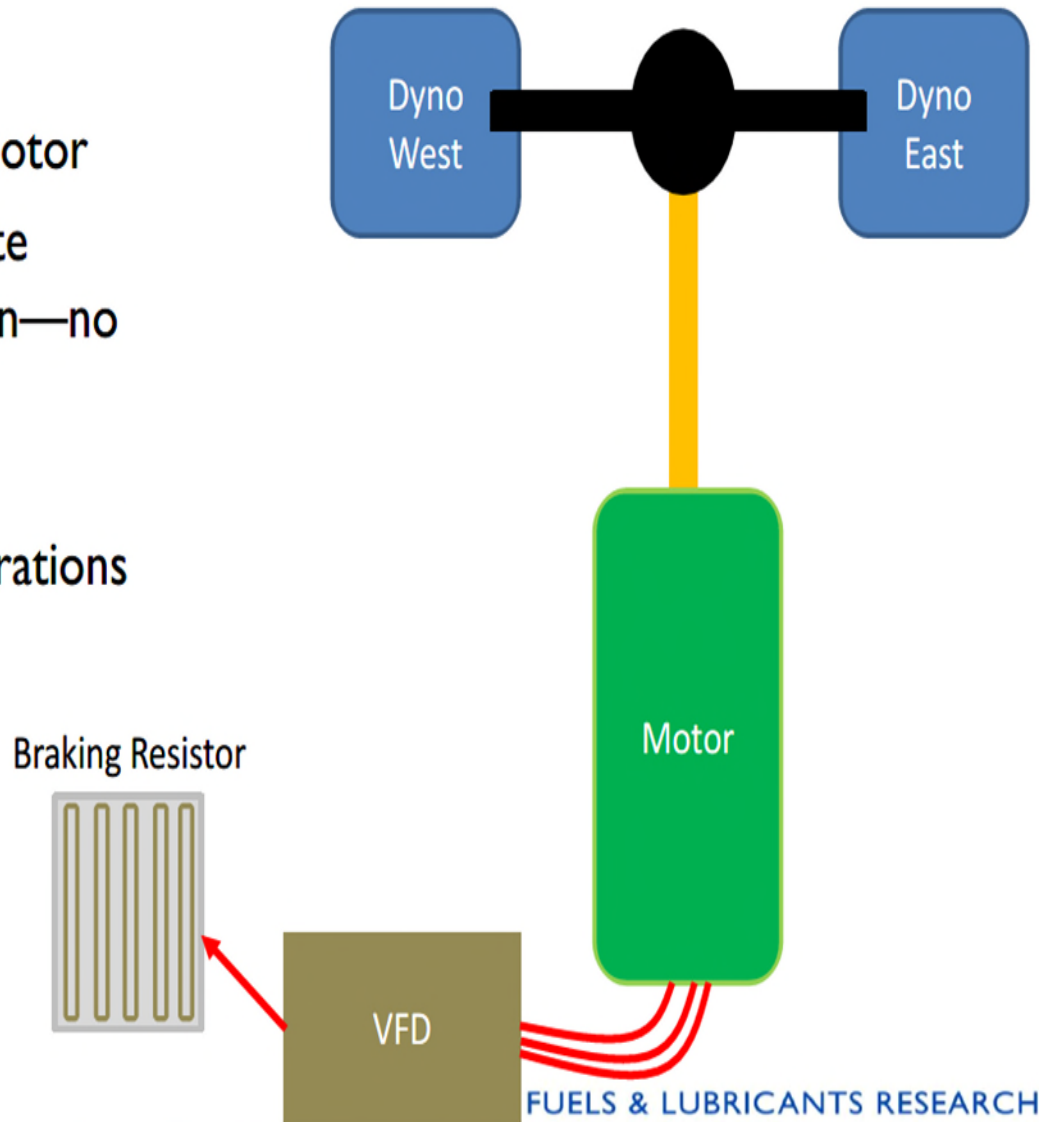 otor
te
n—no
rations
Dyno
West
Dyno
East
Motor
Braking Resistor
VFD
FUELS & LUBRICANTS RESEARCH